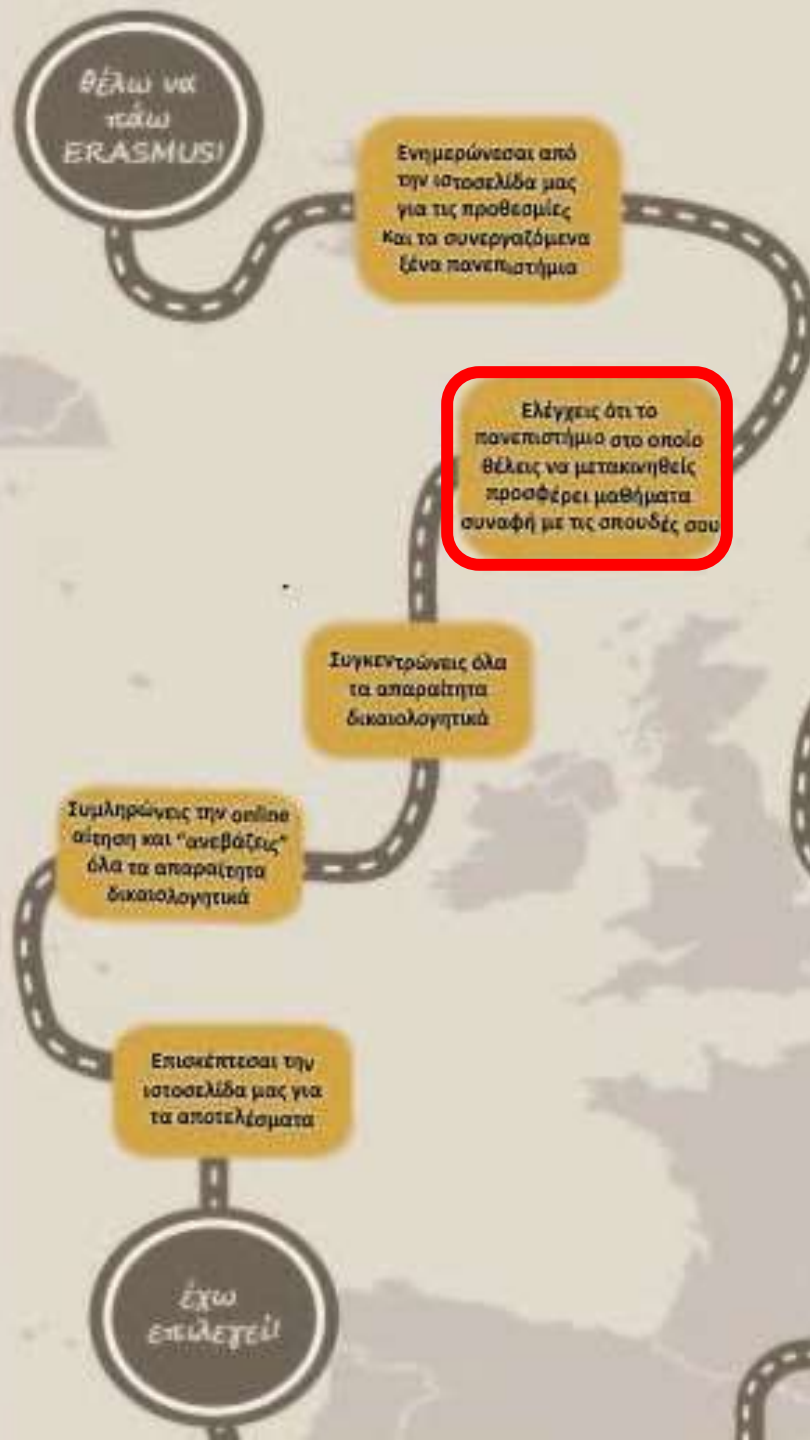 θέλω να
πάω
ERASMUS!
Ενημερώνεσαι από
την ιστοσελίδα μας
για τις προθεσμίες
και τα συνεργαζόμενα
ξένα πανεπιστήμια
Ελέγχεις ότι το
πανεπιστήμιο στο οποίο
θέλεις να μετακινηθείς
προσφέρει μαθήματα
συναφή με τις σπουδές σου
Συγκεντρώνεις όλα
τα απαραίτητα
δικαιολογητικά
Συμληρώνεις την online
αίτηση και "ανεβάζεις"
όλα τα απαραίτητα
δικαιολογητικά
Επισκέπτεσαι την
ιστοσελίδα μας για
τα αποτελέσματα
έχω
επιλεγεί!